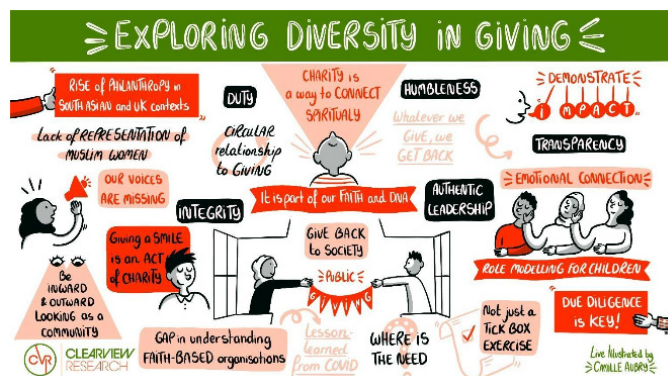 EXPLORING DIVERSITY IN GIVING
RISE OF PHILANTHROPY in
SOUTH ASIAN and UK CONTEXTS
Lack of REPRESENTATION of
MUSLIM WOMEN
OUR VOICES
ARE MISSING
DUTY
CIRCULAR
relationship
to GIVING
CHARITY is
a way to CONNECT
SPIRITUALY
HUMBLENESS
Whatever we
GIVE, we
GET BACK
DEMONSTRATE
IMPACT
TRANSPARENCY
It is part of our FAITH and DNA
AUTHENTIC
LEADERSHIP
EMOTIONAL CONNECTION
ROLE MODELLING FOR CHILDREN
INTEGRITY
Giving a SMILE
is an ACT
of CHARITY
GIVE BACK
to SOCIETY
PUBLIC
GIVING
Be
INWARD
& OUTWARD
LOOKING as a
COMMUNITY
GAP in understanding
FAITH-BASED organisations
Lesson-
learned
from COVID
WHERE IS
THE NEED
Not just a
TICK BOX
EXERCISE
DUE DILIGENCE
is KEY!
CVR
CLEARVIEW
RESEARCH
Live Illustrated by
CMILLE AUBRY